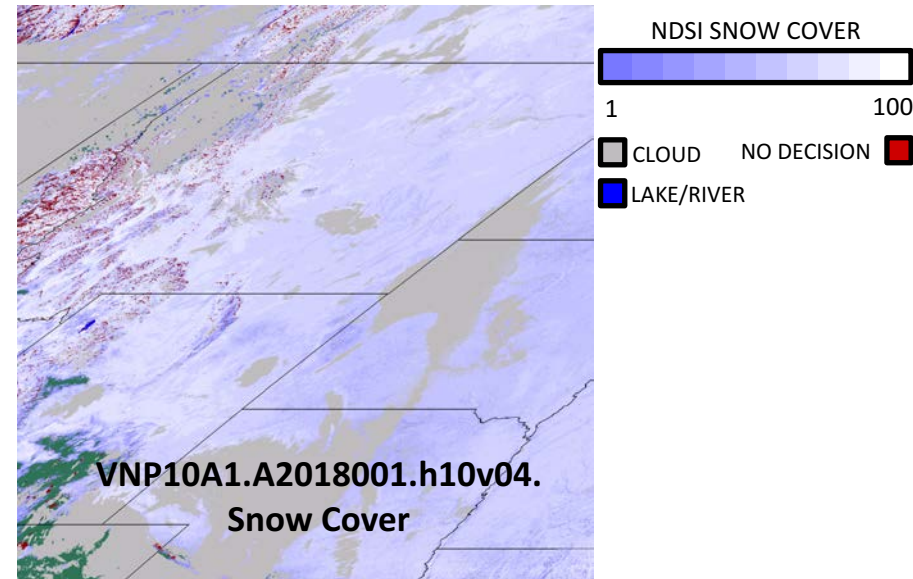 NDSI SNOW COVER
1 100
CLOUD NO DECISION
LAKE/RIVER
VNP10A1.A2018001.h10v04.
Snow Cover